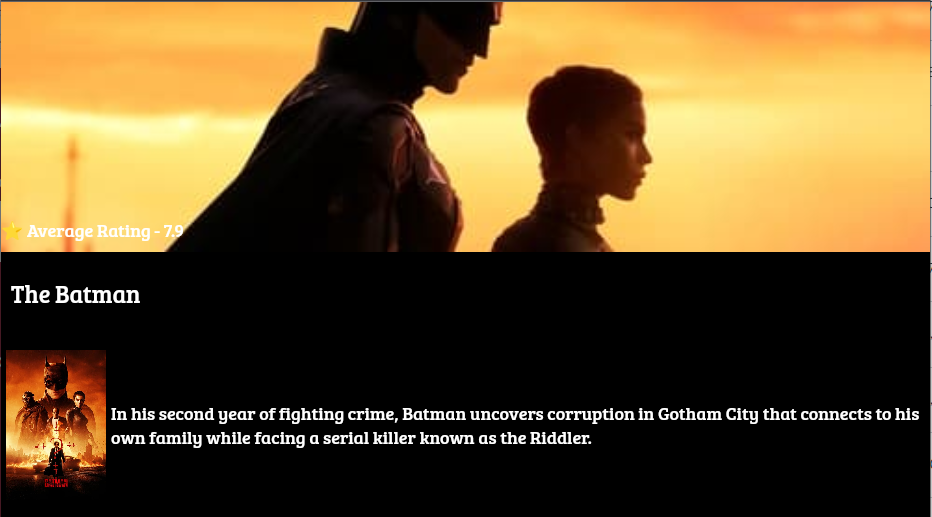 ⭐ Average Rating - 7.9
The Batman
In his second year of fighting crime, Batman uncovers corruption in Gotham City that connects to his
own family while facing a serial killer known as the Riddler.